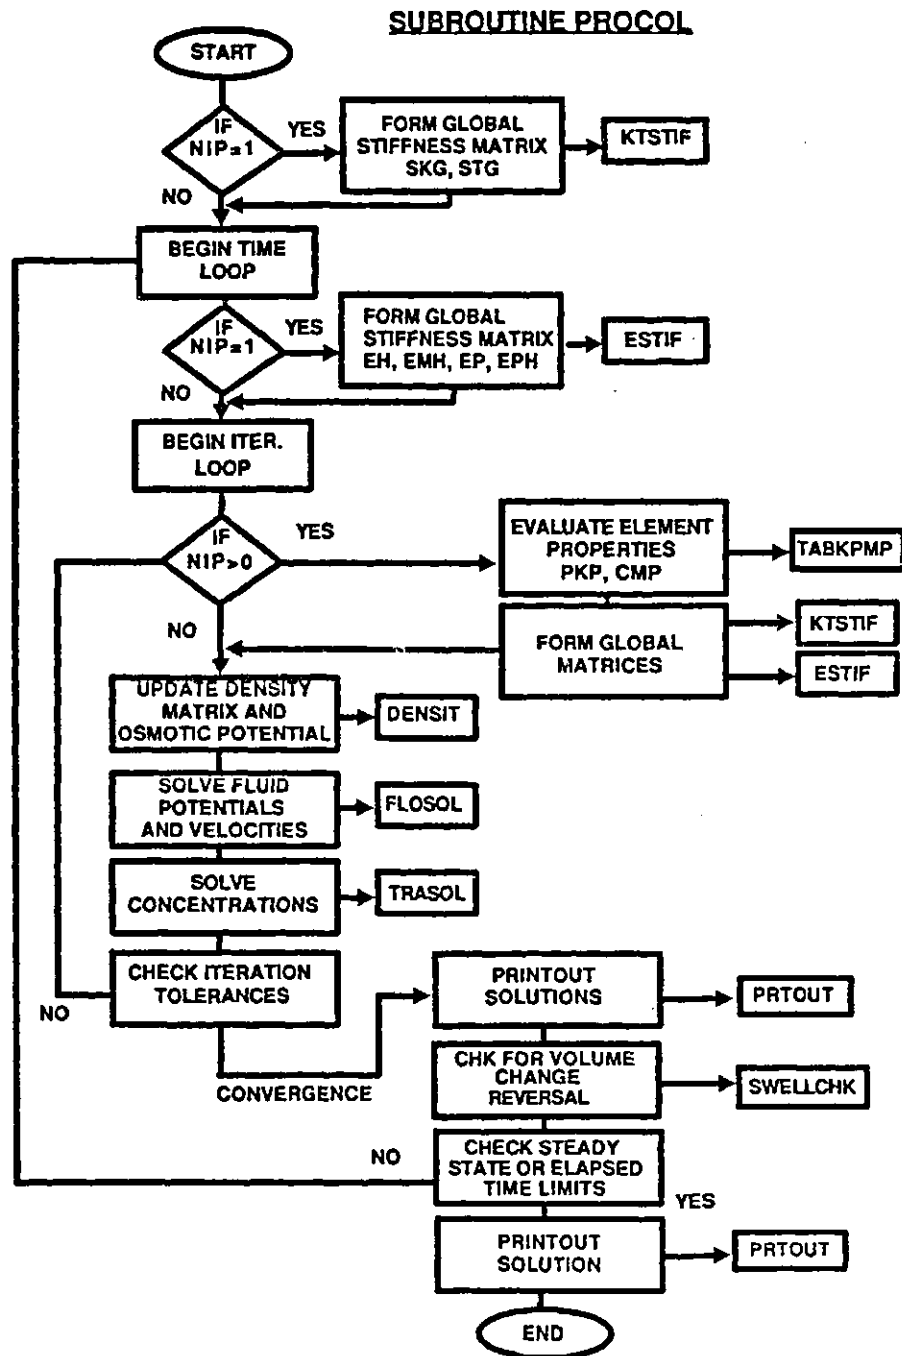 SUBROUTINE PROCOL
START
IF
NIP=1
YES
FORM GLOBAL
STIFFNESS MATRIX
SKG, STG
KTSTIF
NO
BEGIN TIME
LOOP
IF
NIP=1
YES
FORM GLOBAL
STIFFNESS MATRIX
EH, EMH, EP, EPH
ESTIF
NO
BEGIN ITER.
LOOP
IF
NIP>0
YES
EVALUATE ELEMENT
PROPERTIES
PKP, CMP
TABKPMP
NO
FORM GLOBAL
MATRICES
KTSTIF
ESTIF
UPDATE DENSITY
MATRIX AND
OSMOTIC POTENTIAL
DENSIT
SOLVE FLUID
POTENTIALS
AND VELOCITIES
FLOSOL
SOLVE
CONCENTRATIONS
TRASOL
CHECK ITERATION
TOLERANCES
NO
CONVERGENCE
PRINTOUT
SOLUTIONS
PRTOUT
CHK FOR VOLUME
CHANGE
REVERSAL
SWELLCHK
NO
CHECK STEADY
STATE OR ELAPSED
TIME LIMITS
YES
PRINTOUT
SOLUTION
PRTOUT
END